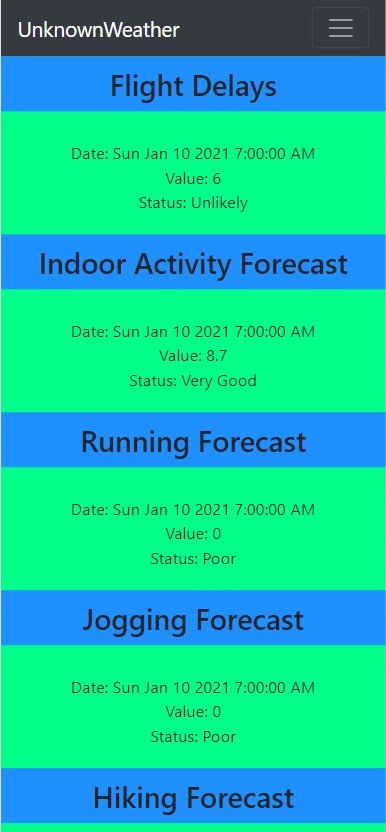 UnknownWeather
Flight Delays
Date: Sun Jan 10 2021 7:00:00 AM
Value: 6
Status: Unlikely
Indoor Activity Forecast
Date: Sun Jan 10 2021 7:00:00 AM
Value: 8.7
Status: Very Good
Running Forecast
Date: Sun Jan 10 2021 7:00:00 AM
Value: 0
Status: Poor
Jogging Forecast
Date: Sun Jan 10 2021 7:00:00 AM
Value: 0
Status: Poor
Hiking Forecast